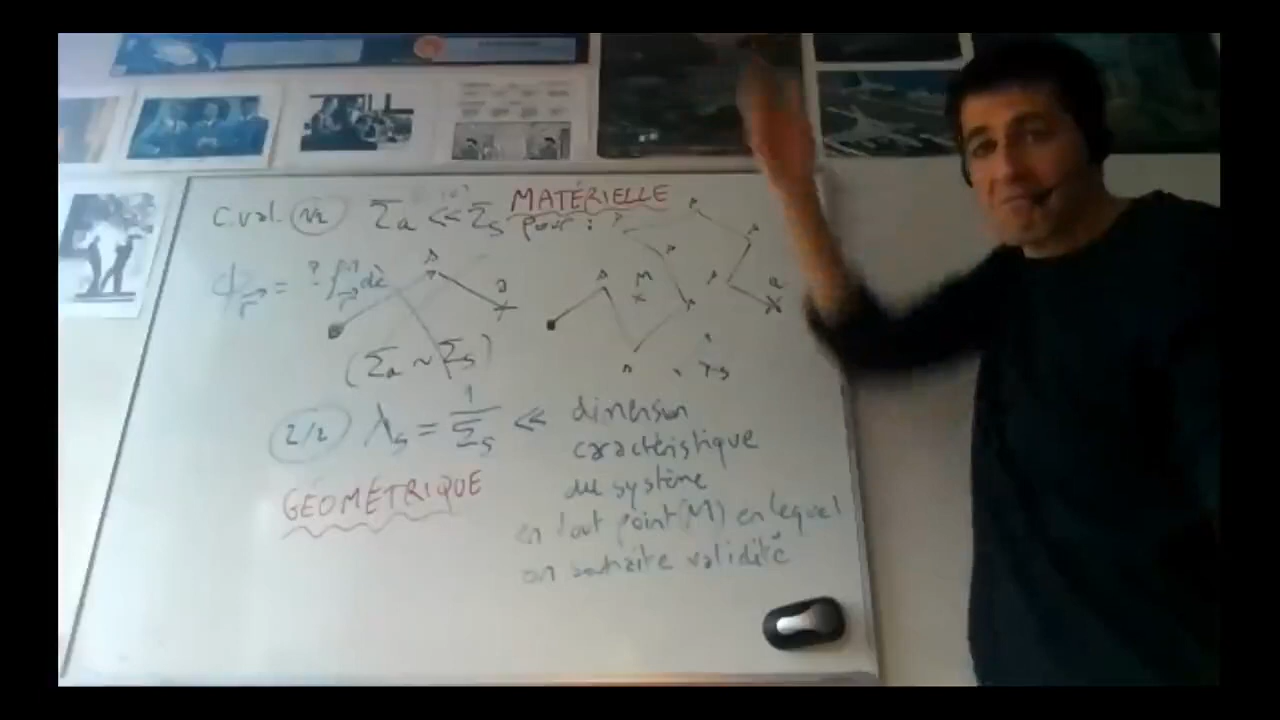 C.val. 1/2 Σa << Σs MATÉRIELLE
pour :
Φ = ?
s
a
s
s
M
s
s
s
s
s
a
(Σa ~ Σs)
2/2 λs = 1/Σs << dimension
caractéristique
du système
en tout point (M) en lequel
on souhaite validité
GÉOMÉTRIQUE